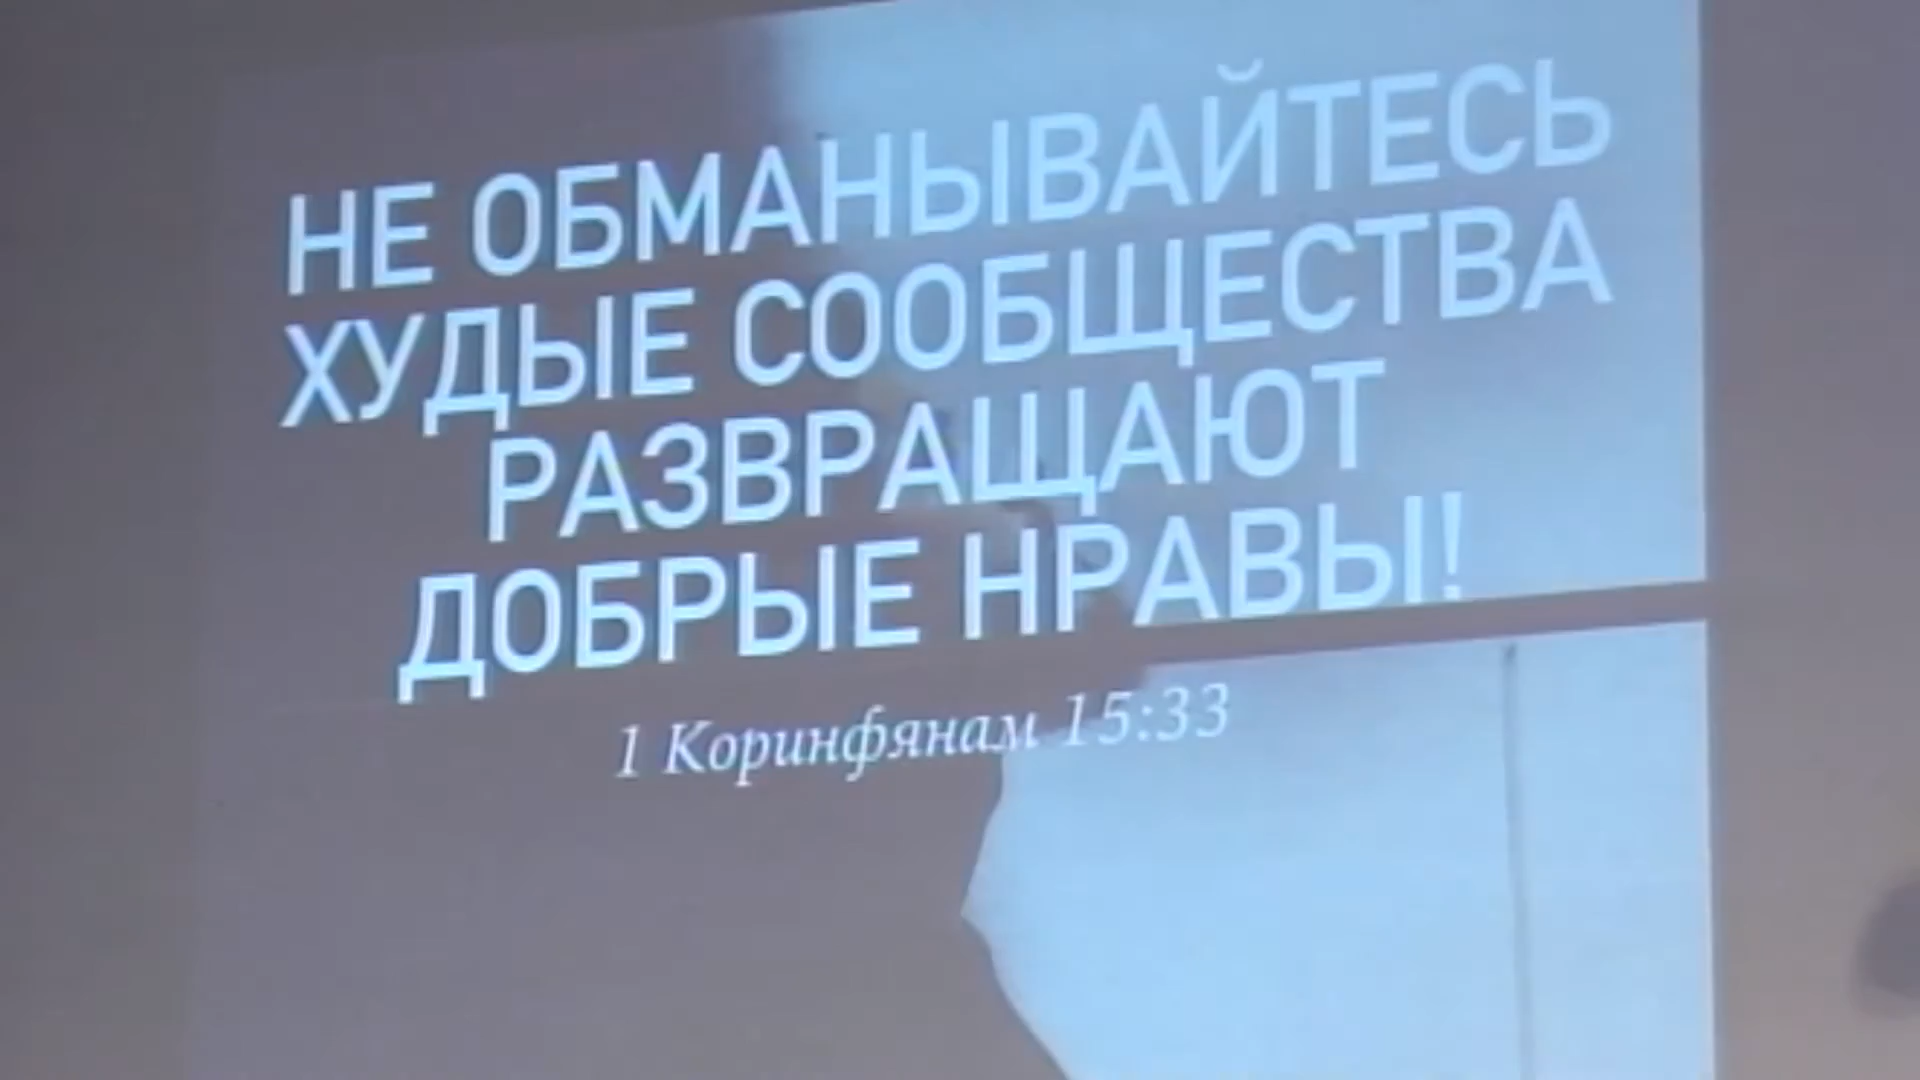 НЕ ОБМАНЫВАЙТЕСЬ
ХУДЫЕ СООБЩЕСТВА
РАЗВРАЩАЮТ
ДОБРЫЕ НРАВЫ!
1 Коринфянам 15:33